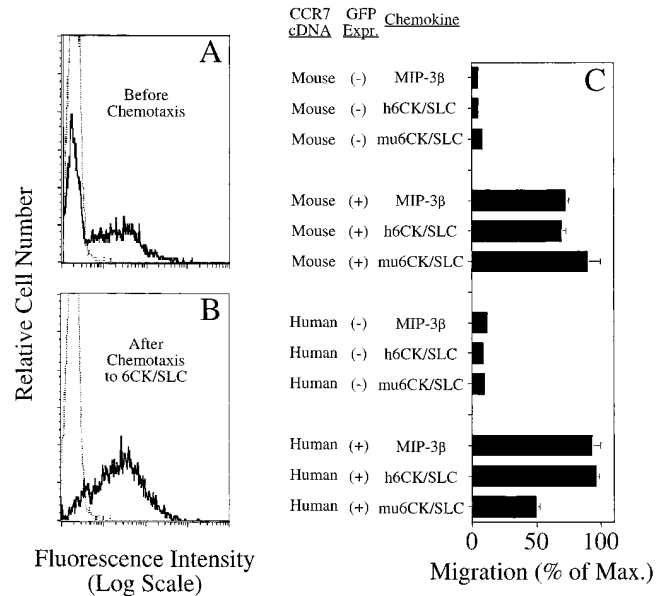 A
Before
Chemotaxis
B
After
Chemotaxis
to 6CK/SLC
Relative Cell Number
Fluorescence Intensity
(Log Scale)
CCR7 GFP
cDNA Expr. Chemokine
C
Mouse (-) MIP-3β
Mouse (-) h6CK/SLC
Mouse (-) mu6CK/SLC
Mouse (+) MIP-3β
Mouse (+) h6CK/SLC
Mouse (+) mu6CK/SLC
Human (-) MIP-3β
Human (-) h6CK/SLC
Human (-) mu6CK/SLC
Human (+) MIP-3β
Human (+) h6CK/SLC
Human (+) mu6CK/SLC
0 50 100
Migration (% of Max.)